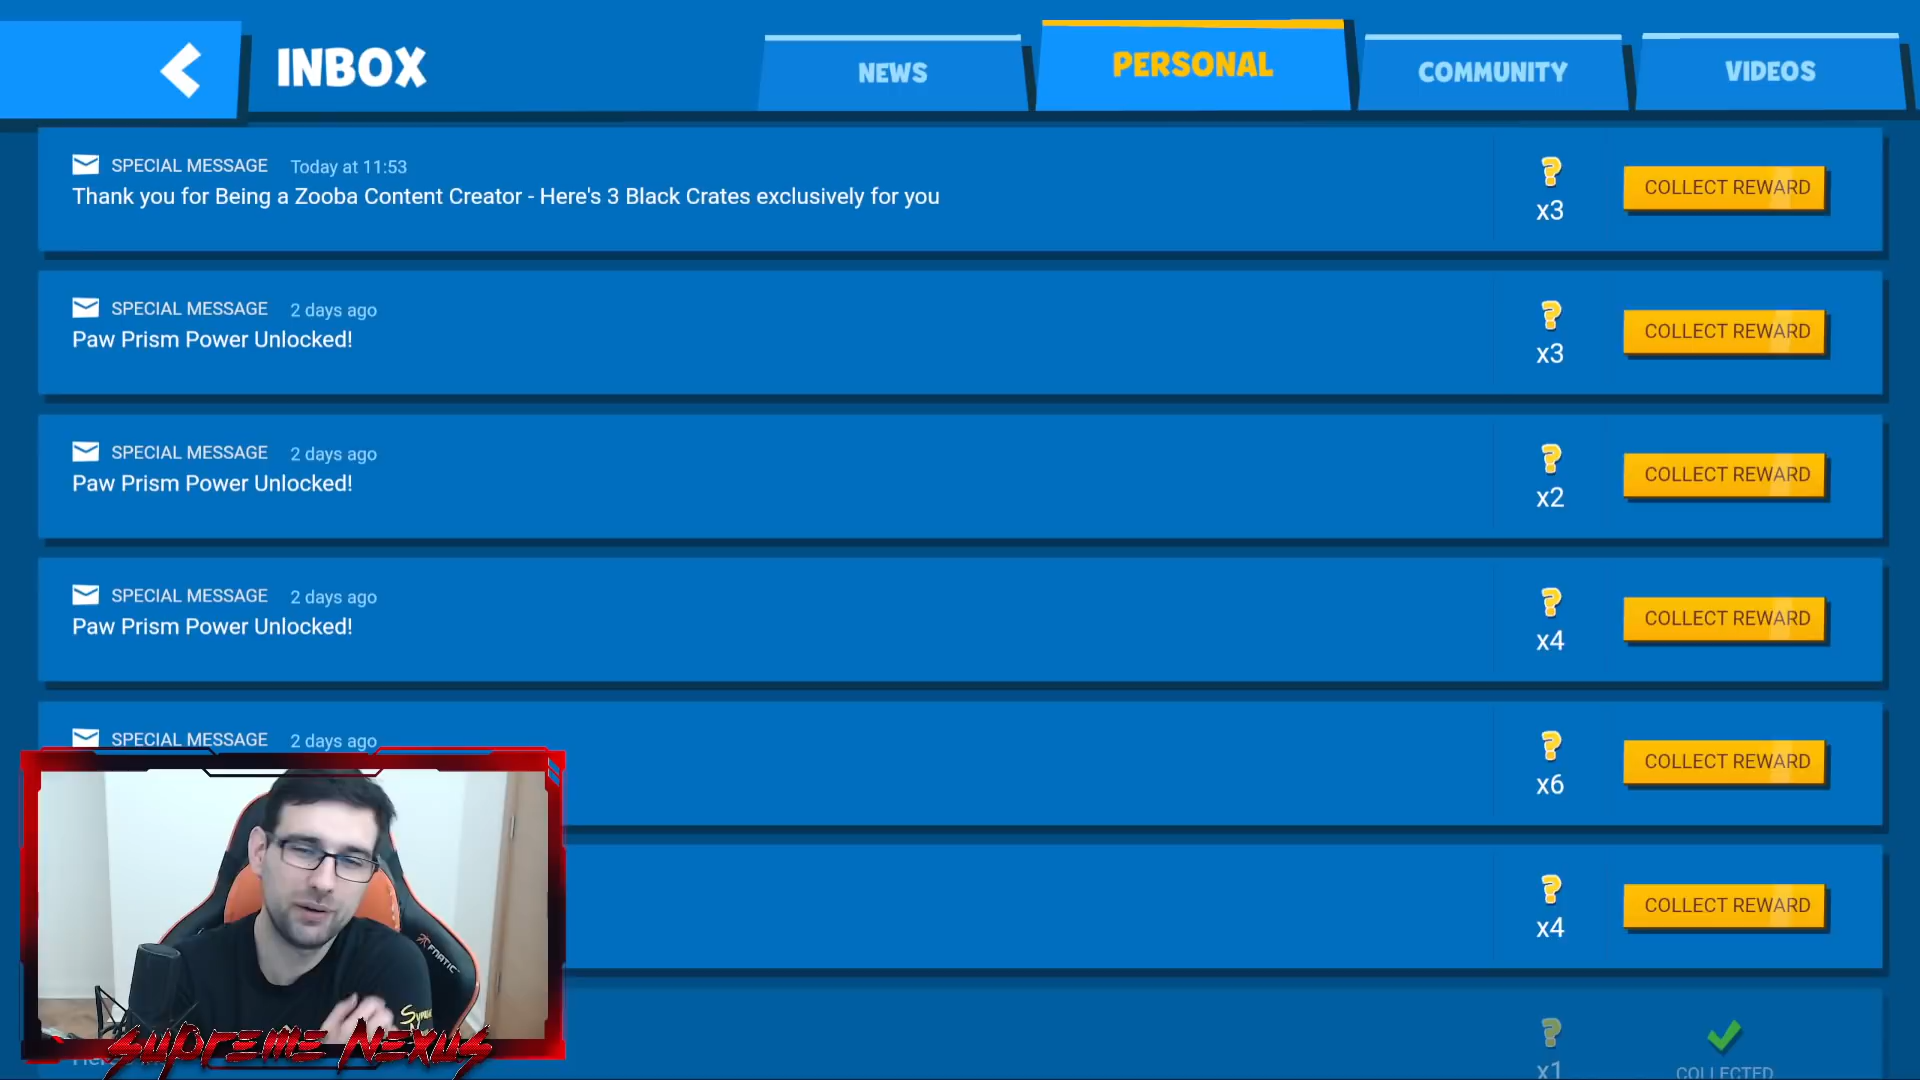 INBOX
NEWS
PERSONAL
COMMUNITY
VIDEOS
SPECIAL MESSAGE Today at 11:53
Thank you for Being a Zooba Content Creator - Here's 3 Black Crates exclusively for you
?
x3
COLLECT REWARD
SPECIAL MESSAGE 2 days ago
Paw Prism Power Unlocked!
?
x3
COLLECT REWARD
SPECIAL MESSAGE 2 days ago
Paw Prism Power Unlocked!
?
x2
COLLECT REWARD
SPECIAL MESSAGE 2 days ago
Paw Prism Power Unlocked!
?
x4
COLLECT REWARD
SPECIAL MESSAGE 2 days ago
?
x6
COLLECT REWARD
?
x4
COLLECT REWARD
?
x1
COLLECTED
FNATIC
SUPREME NEXUS